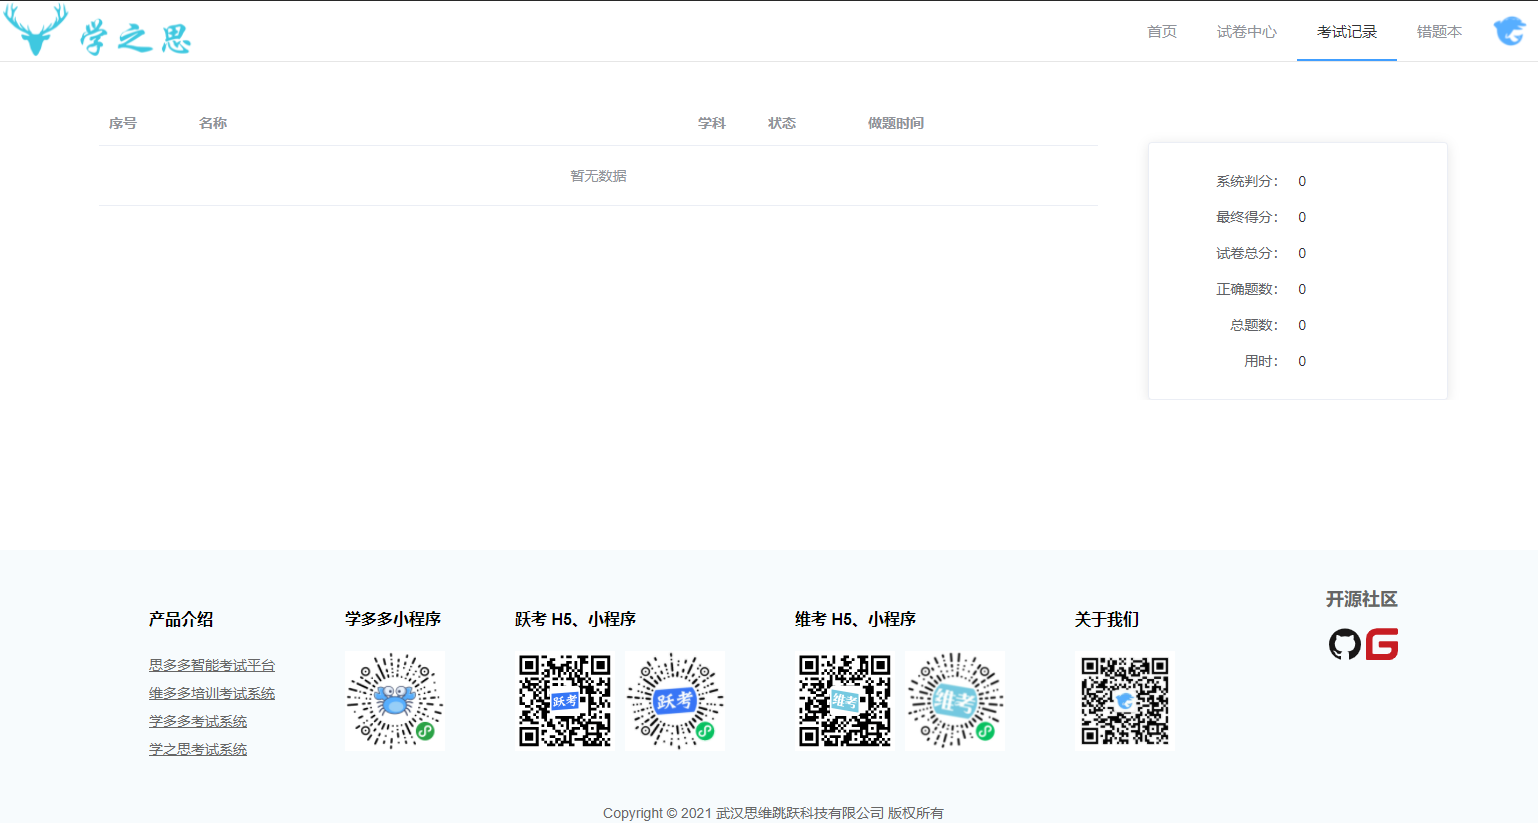 学之思
首页
试卷中心
考试记录
错题本
序号 名称 学科 状态 做题时间
暂无数据
系统判分： 0
最终得分： 0
试卷总分： 0
正确题数： 0
总题数： 0
用时： 0
产品介绍
思多多智能考试平台
维多多培训考试系统
学多多考试系统
学之思考试系统
学多多小程序
跃考 H5、小程序
跃考
跃考
维考 H5、小程序
维考
维考
关于我们
开源社区
Copyright © 2021 武汉思维跳跃科技有限公司 版权所有